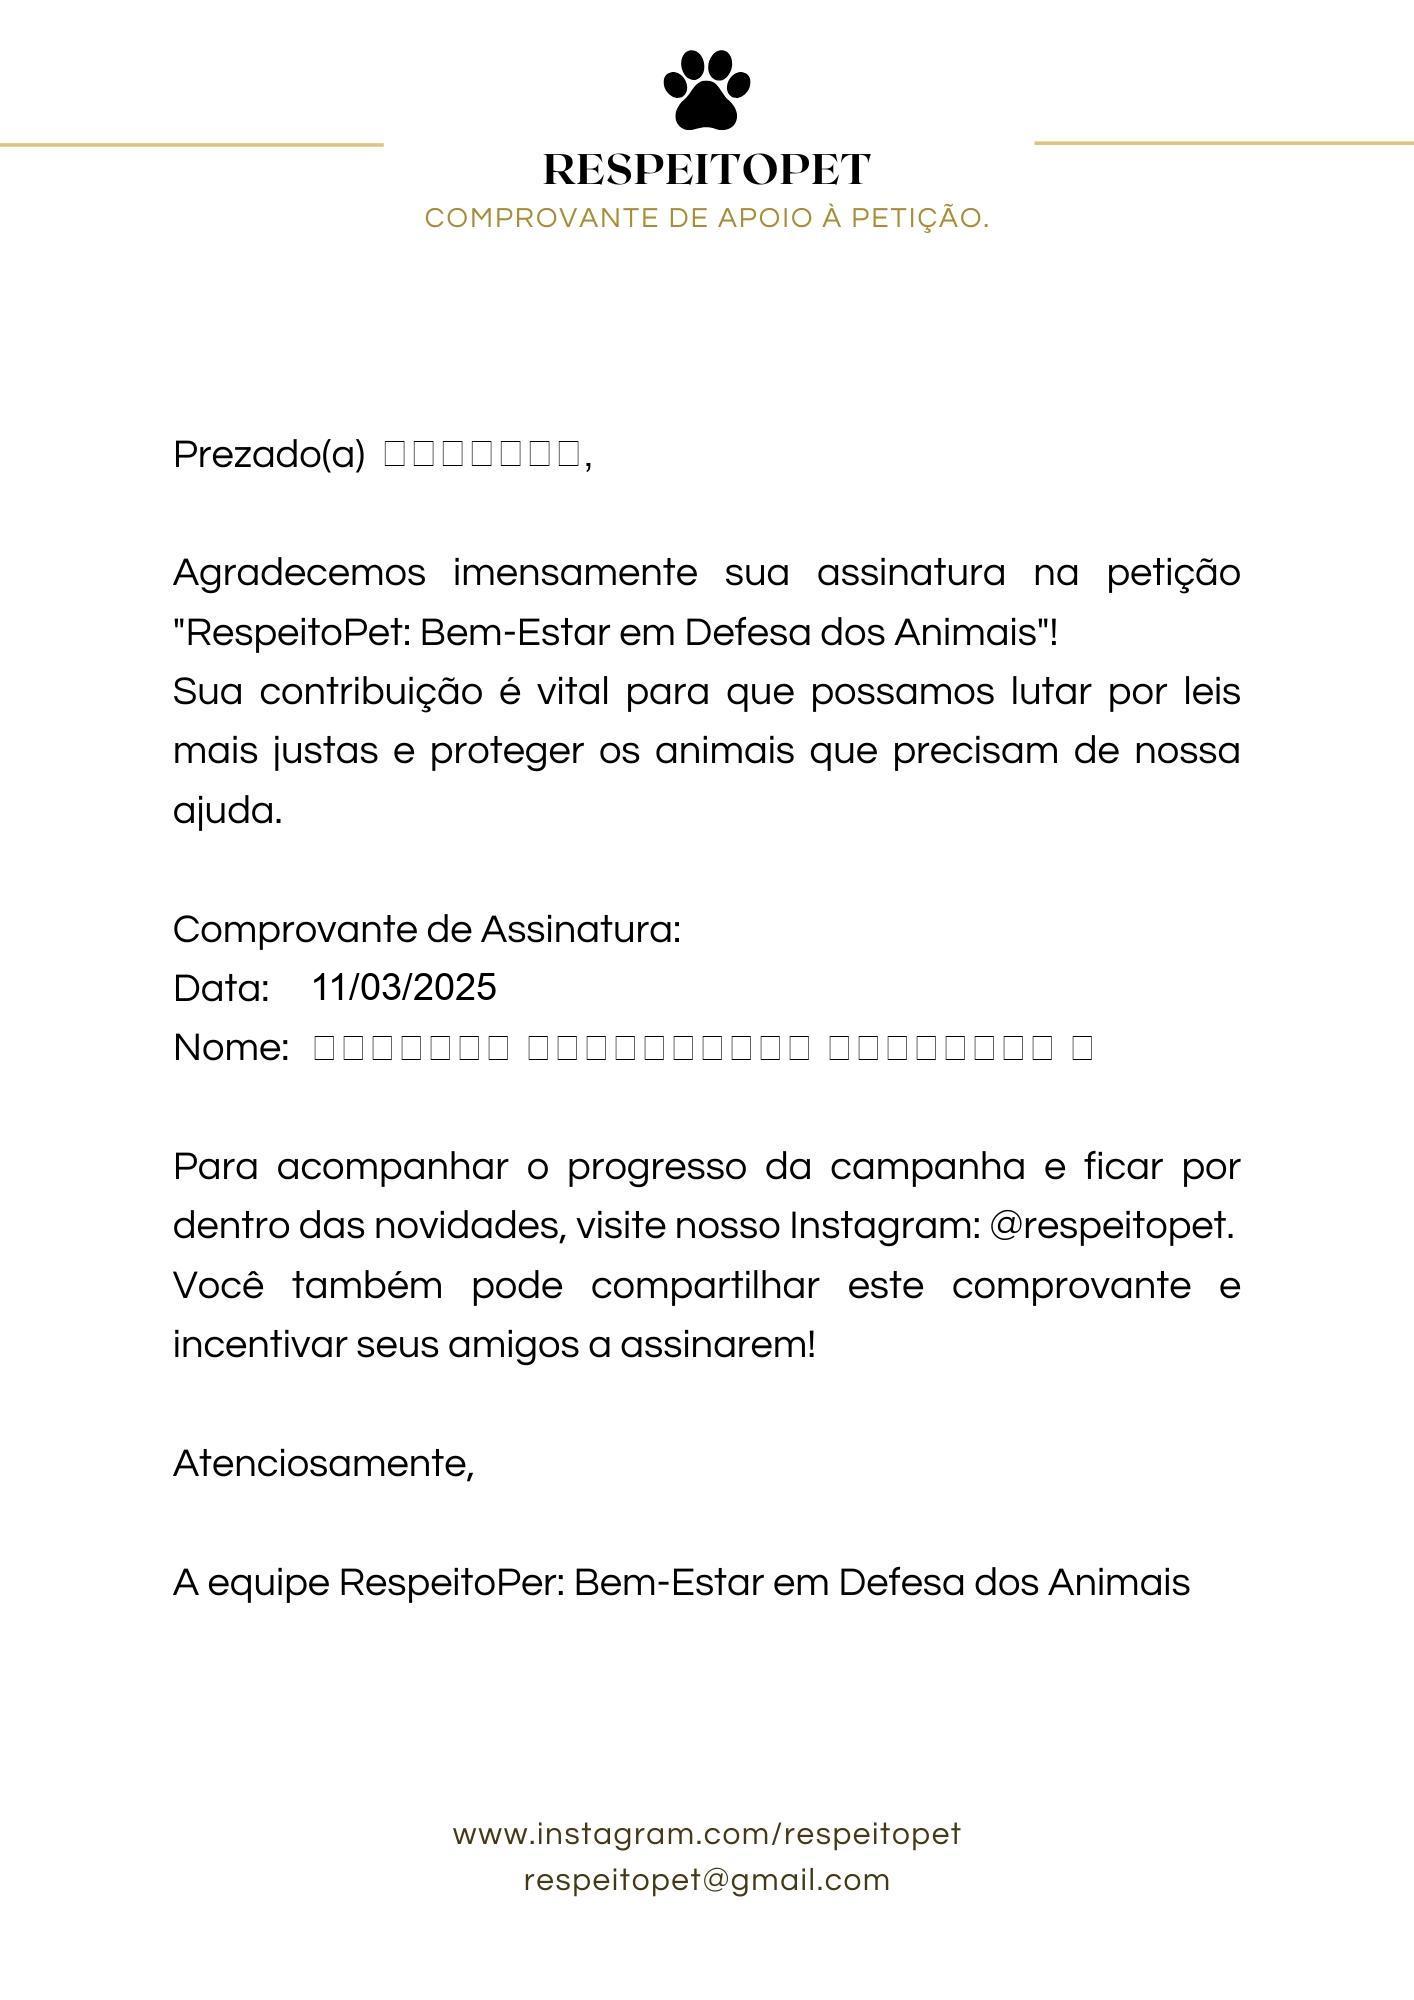 RESPEITOPET
COMPROVANTE DE APOIO À PETIÇÃO.
Prezado(a) ,
Agradecemos imensamente sua assinatura na petição
"RespeitoPet: Bem-Estar em Defesa dos Animais"!
Sua contribuição é vital para que possamos lutar por leis
mais justas e proteger os animais que precisam de nossa
ajuda.
Comprovante de Assinatura:
Data: 11/03/2025
Nome:
Para acompanhar o progresso da campanha e ficar por
dentro das novidades, visite nosso Instagram: @respeitopet.
Você também pode compartilhar este comprovante e
incentivar seus amigos a assinarem!
Atenciosamente,
A equipe RespeitoPer: Bem-Estar em Defesa dos Animais
www.instagram.com/respeitopet
respeitopet@gmail.com